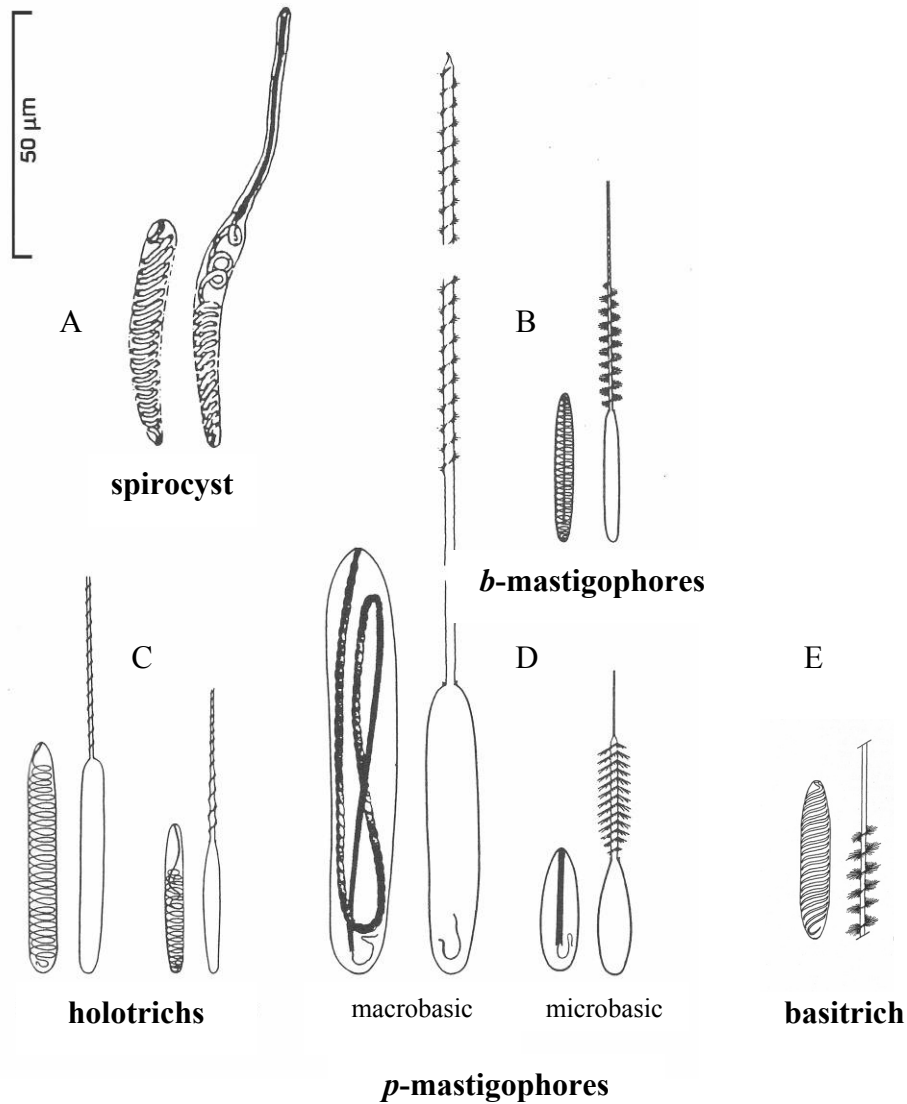 50 µm
A
B
spirocyst
b-mastigophores
C
D
E
holotrichs
macrobasic
microbasic
basitrich
p-mastigophores